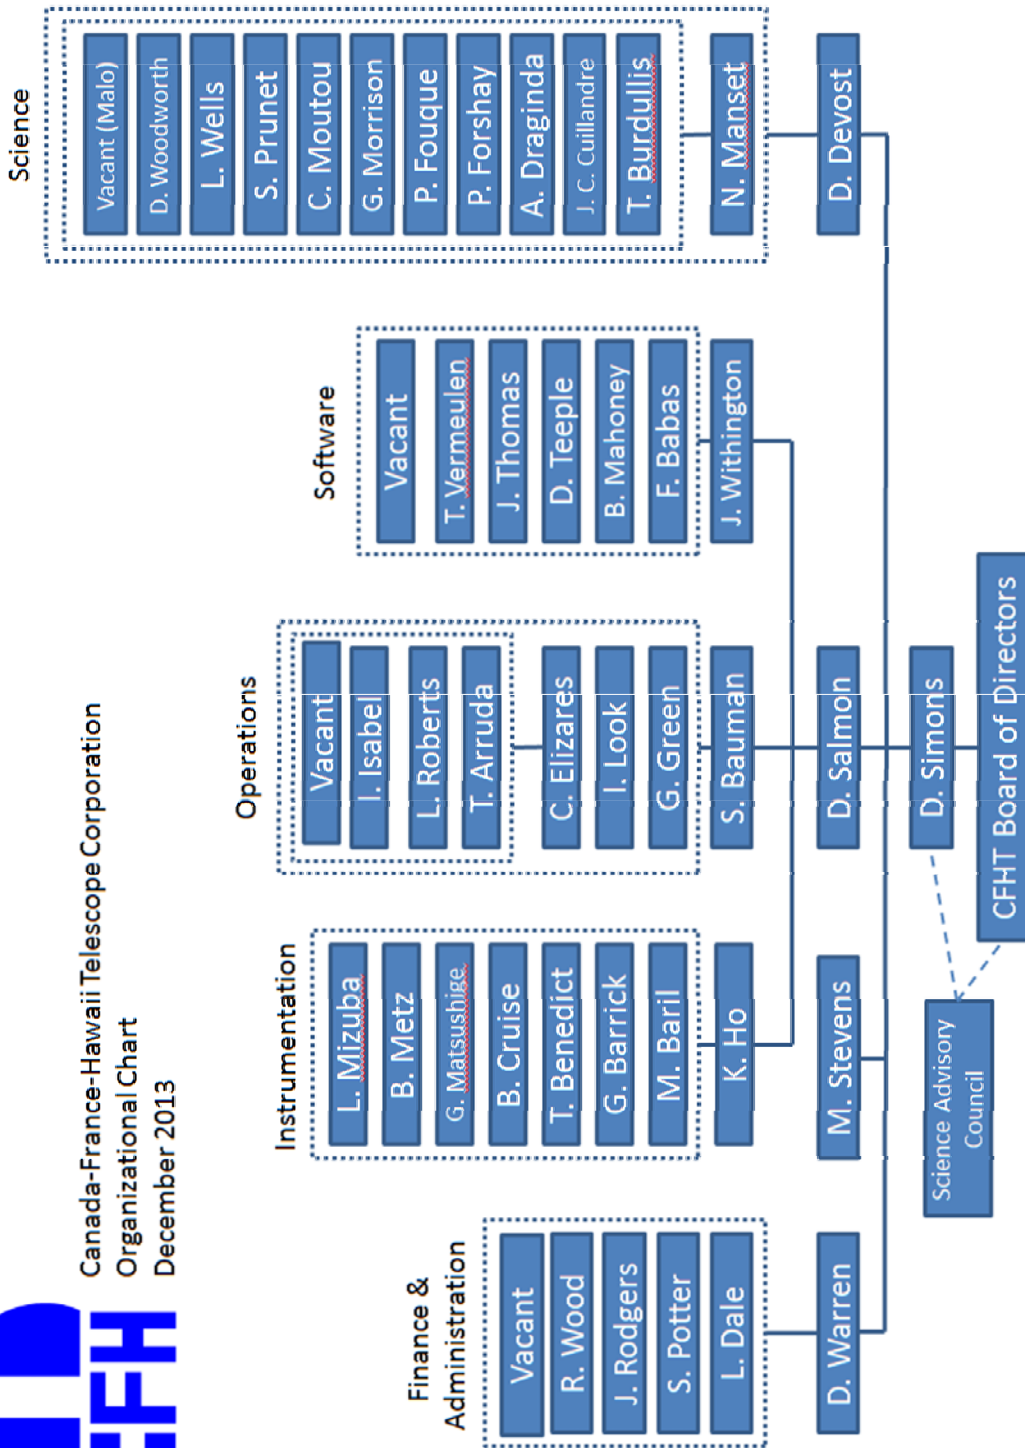 CFH
Canada-France-Hawaii Telescope Corporation
Organizational Chart
December 2013
Finance &
Administration
Vacant
R. Wood
J. Rodgers
S. Potter
L. Dale
D. Warren
Instrumentation
L. Mizuba
B. Metz
G. Matsushige
B. Cruise
T. Benedict
G. Barrick
M. Baril
K. Ho
M. Stevens
Operations
Vacant
I. Isabel
L. Roberts
T. Arruda
C. Elizares
I. Look
G. Green
S. Bauman
D. Salmon
Software
Vacant
T. Vermeulen
J. Thomas
D. Teeple
B. Mahoney
F. Babas
J. Withington
Science
Vacant (Malo)
D. Woodworth
L. Wells
S. Prunet
C. Moutou
G. Morrison
P. Fouque
P. Forshay
A. Draginda
J. C. Cuillandre
T. Burdullis
N. Manset
D. Devost
D. Simons
Science Advisory
Council
CFHT Board of Directors